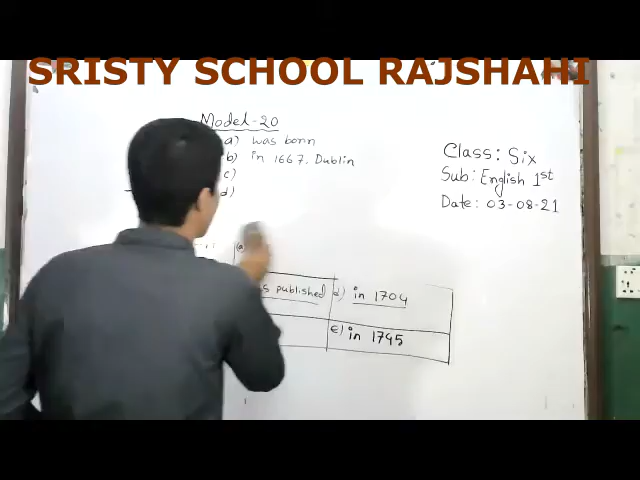 SRISTY SCHOOL RAJSHAHI
Model-20
a) was born
b) in 1667. Dublin
c)
d)
Class: Six
Sub: English 1st
Date: 03-08-21
(a)
published
d) in 1704
e) in 1745